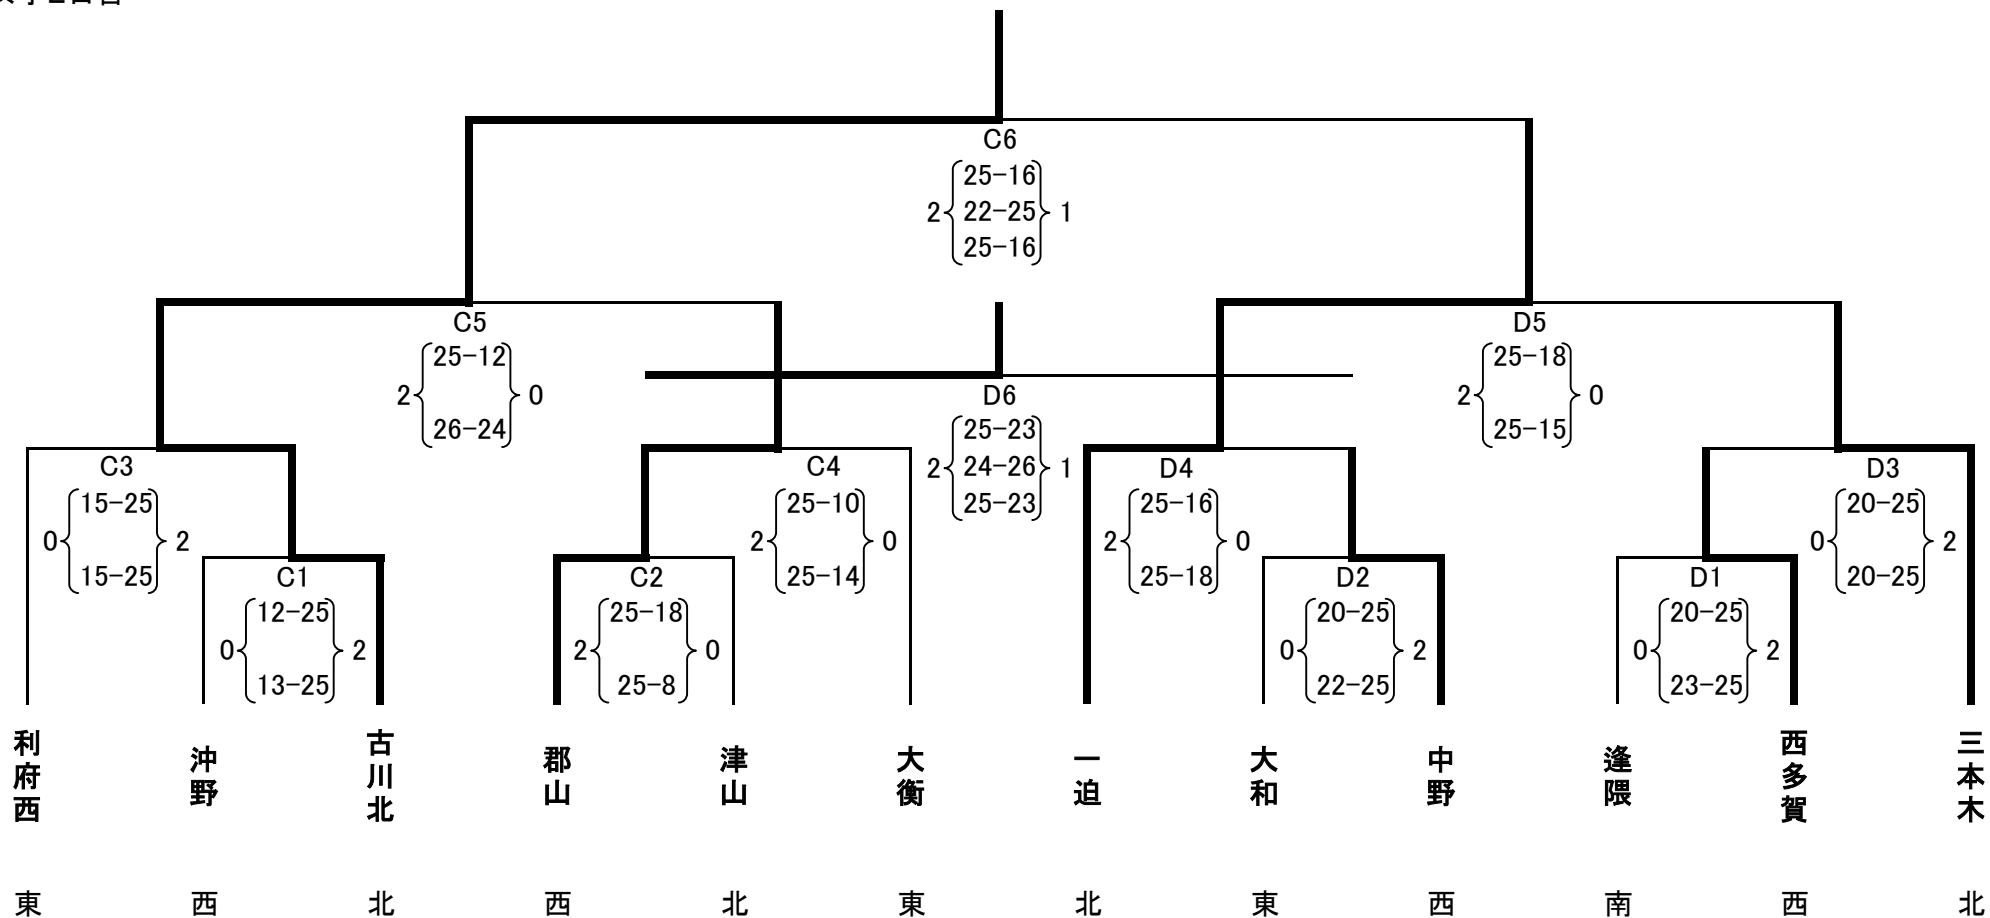 C6
25-16
2 22-25 1
25-16
C5
25-12
2 0
26-24
D5
25-18
2 0
25-15
D6
25-23
2 24-26 1
25-23
C3
15-25
0 2
15-25
C4
25-10
2 0
25-14
D4
25-16
2 0
25-18
D3
20-25
0 2
20-25
C1
12-25
0 2
13-25
C2
25-18
2 0
25-8
D2
20-25
0 2
22-25
D1
20-25
0 2
23-25
利府西
沖野
古川北
郡山
津山
大衡
一迫
大和
中野
逢隈
西多賀
三本木
東 西 北 西 北 東 北 東 西 南 西 北